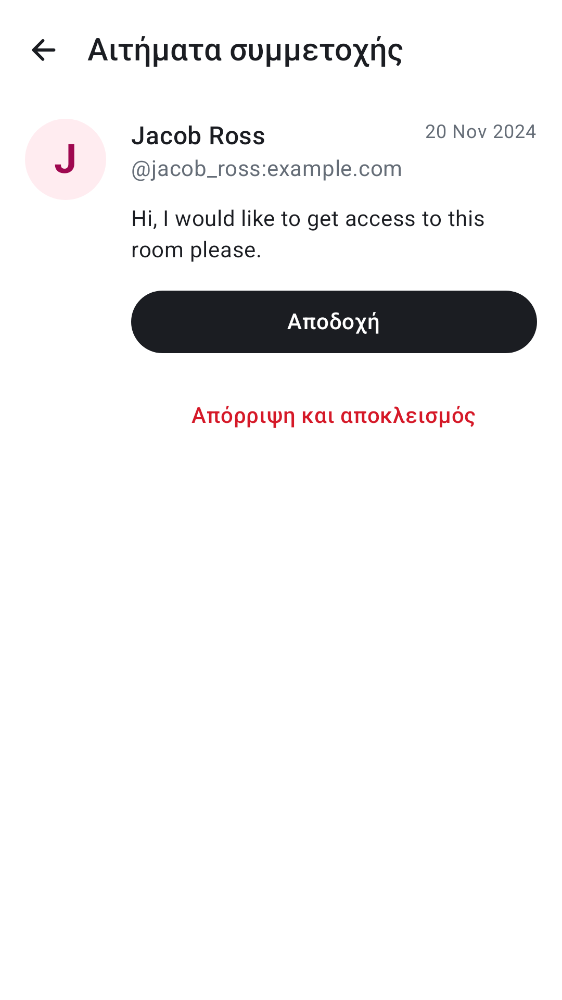 Αιτήματα συμμετοχής
J
Jacob Ross
20 Nov 2024
@jacob_ross:example.com
Hi, I would like to get access to this
room please.
Αποδοχή
Απόρριψη και αποκλεισμός